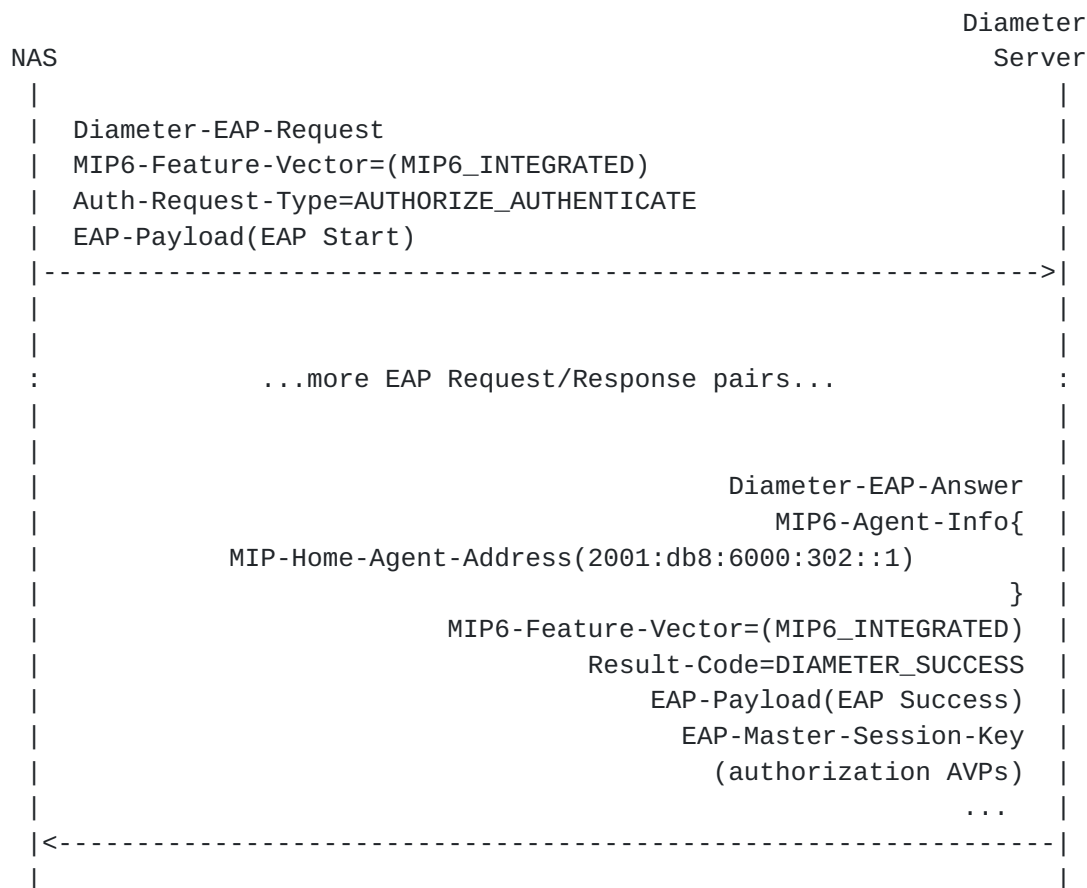 Diameter
NAS                                                            Server
 |                                                                 |
 |  Diameter-EAP-Request                                           |
 |  MIP6-Feature-Vector=(MIP6_INTEGRATED)                          |
 |  Auth-Request-Type=AUTHORIZE_AUTHENTICATE                       |
 |  EAP-Payload(EAP Start)                                         |
 |---------------------------------------------------------------->|
 |                                                                 |
 |                                                                 |
 :              ...more EAP Request/Response pairs...              :
 |                                                                 |
 |                                                                 |
 |                                            Diameter-EAP-Answer  |
 |                                               MIP6-Agent-Info{  |
 |            MIP-Home-Agent-Address(2001:db8:6000:302::1)         |
 |                                                              }  |
 |                          MIP6-Feature-Vector=(MIP6_INTEGRATED)  |
 |                                   Result-Code=DIAMETER_SUCCESS  |
 |                                       EAP-Payload(EAP Success)  |
 |                                         EAP-Master-Session-Key  |
 |                                           (authorization AVPs)  |
 |                                                           ...   |
 |<----------------------------------------------------------------|
 |                                                                 |